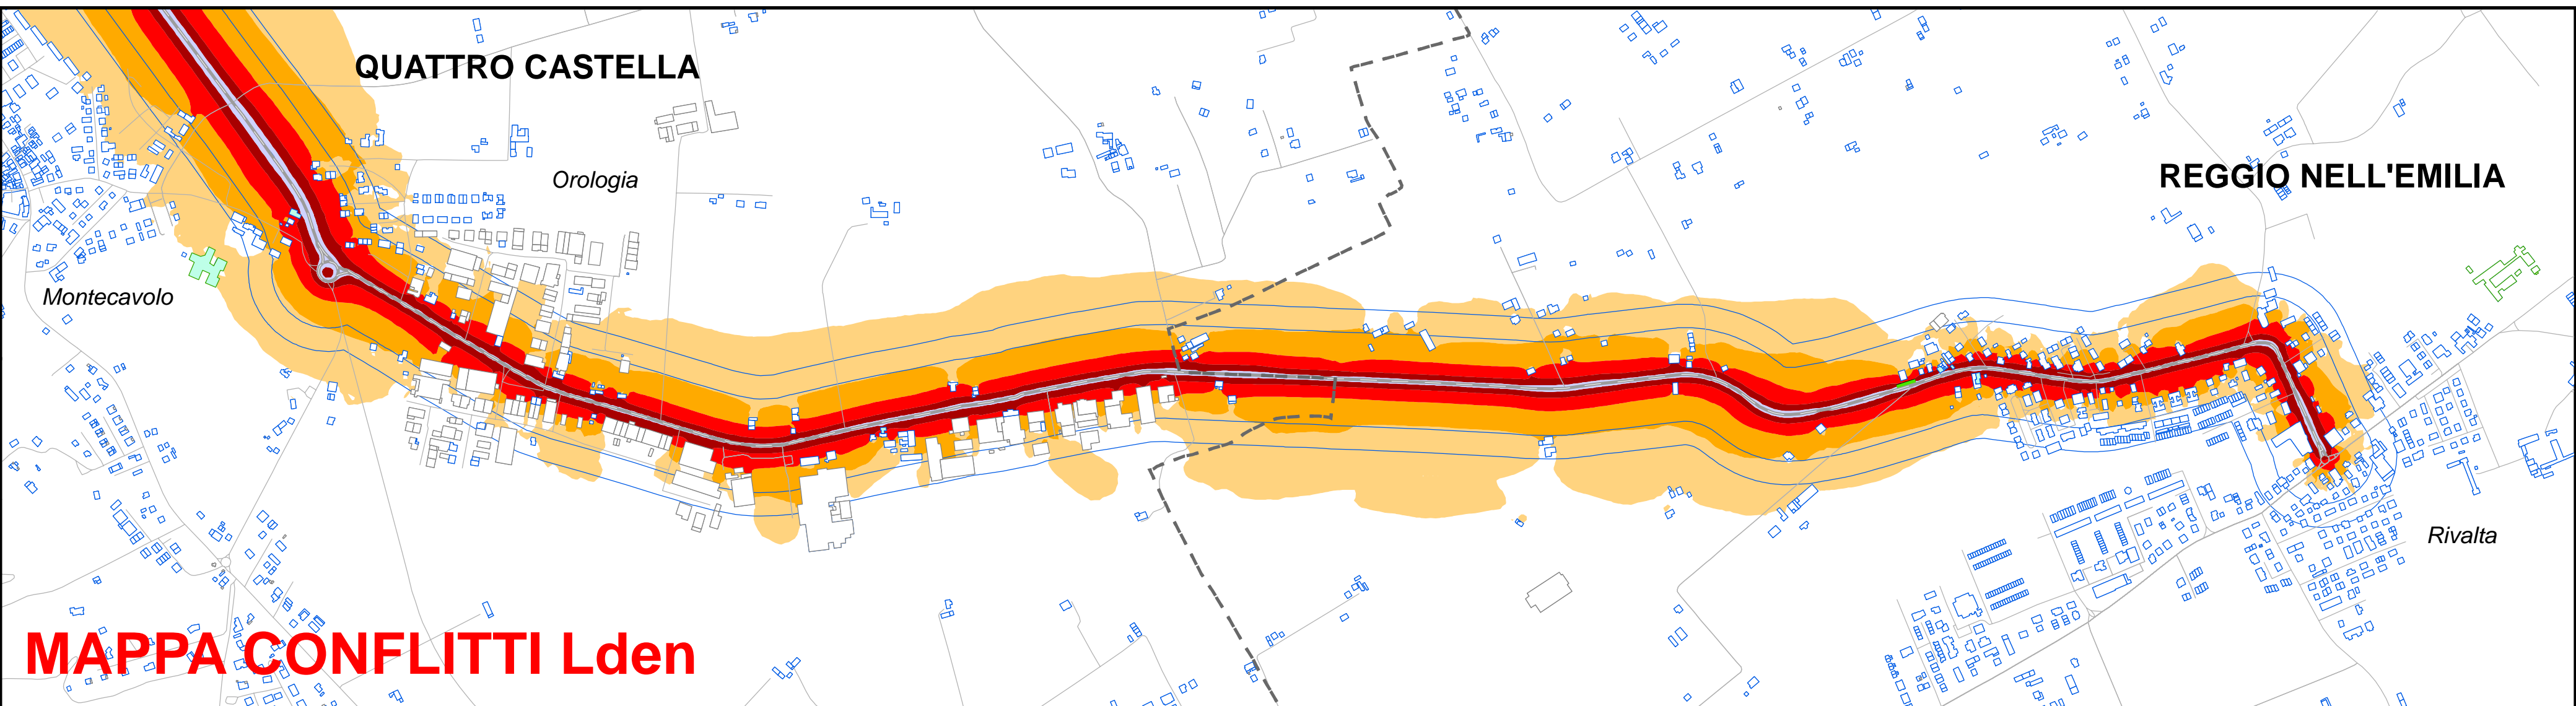 QUATTRO CASTELLA
REGGIO NELL'EMILIA
Orologia
Montecavolo
Rivalta
MAPPA CONFLITTI Lden